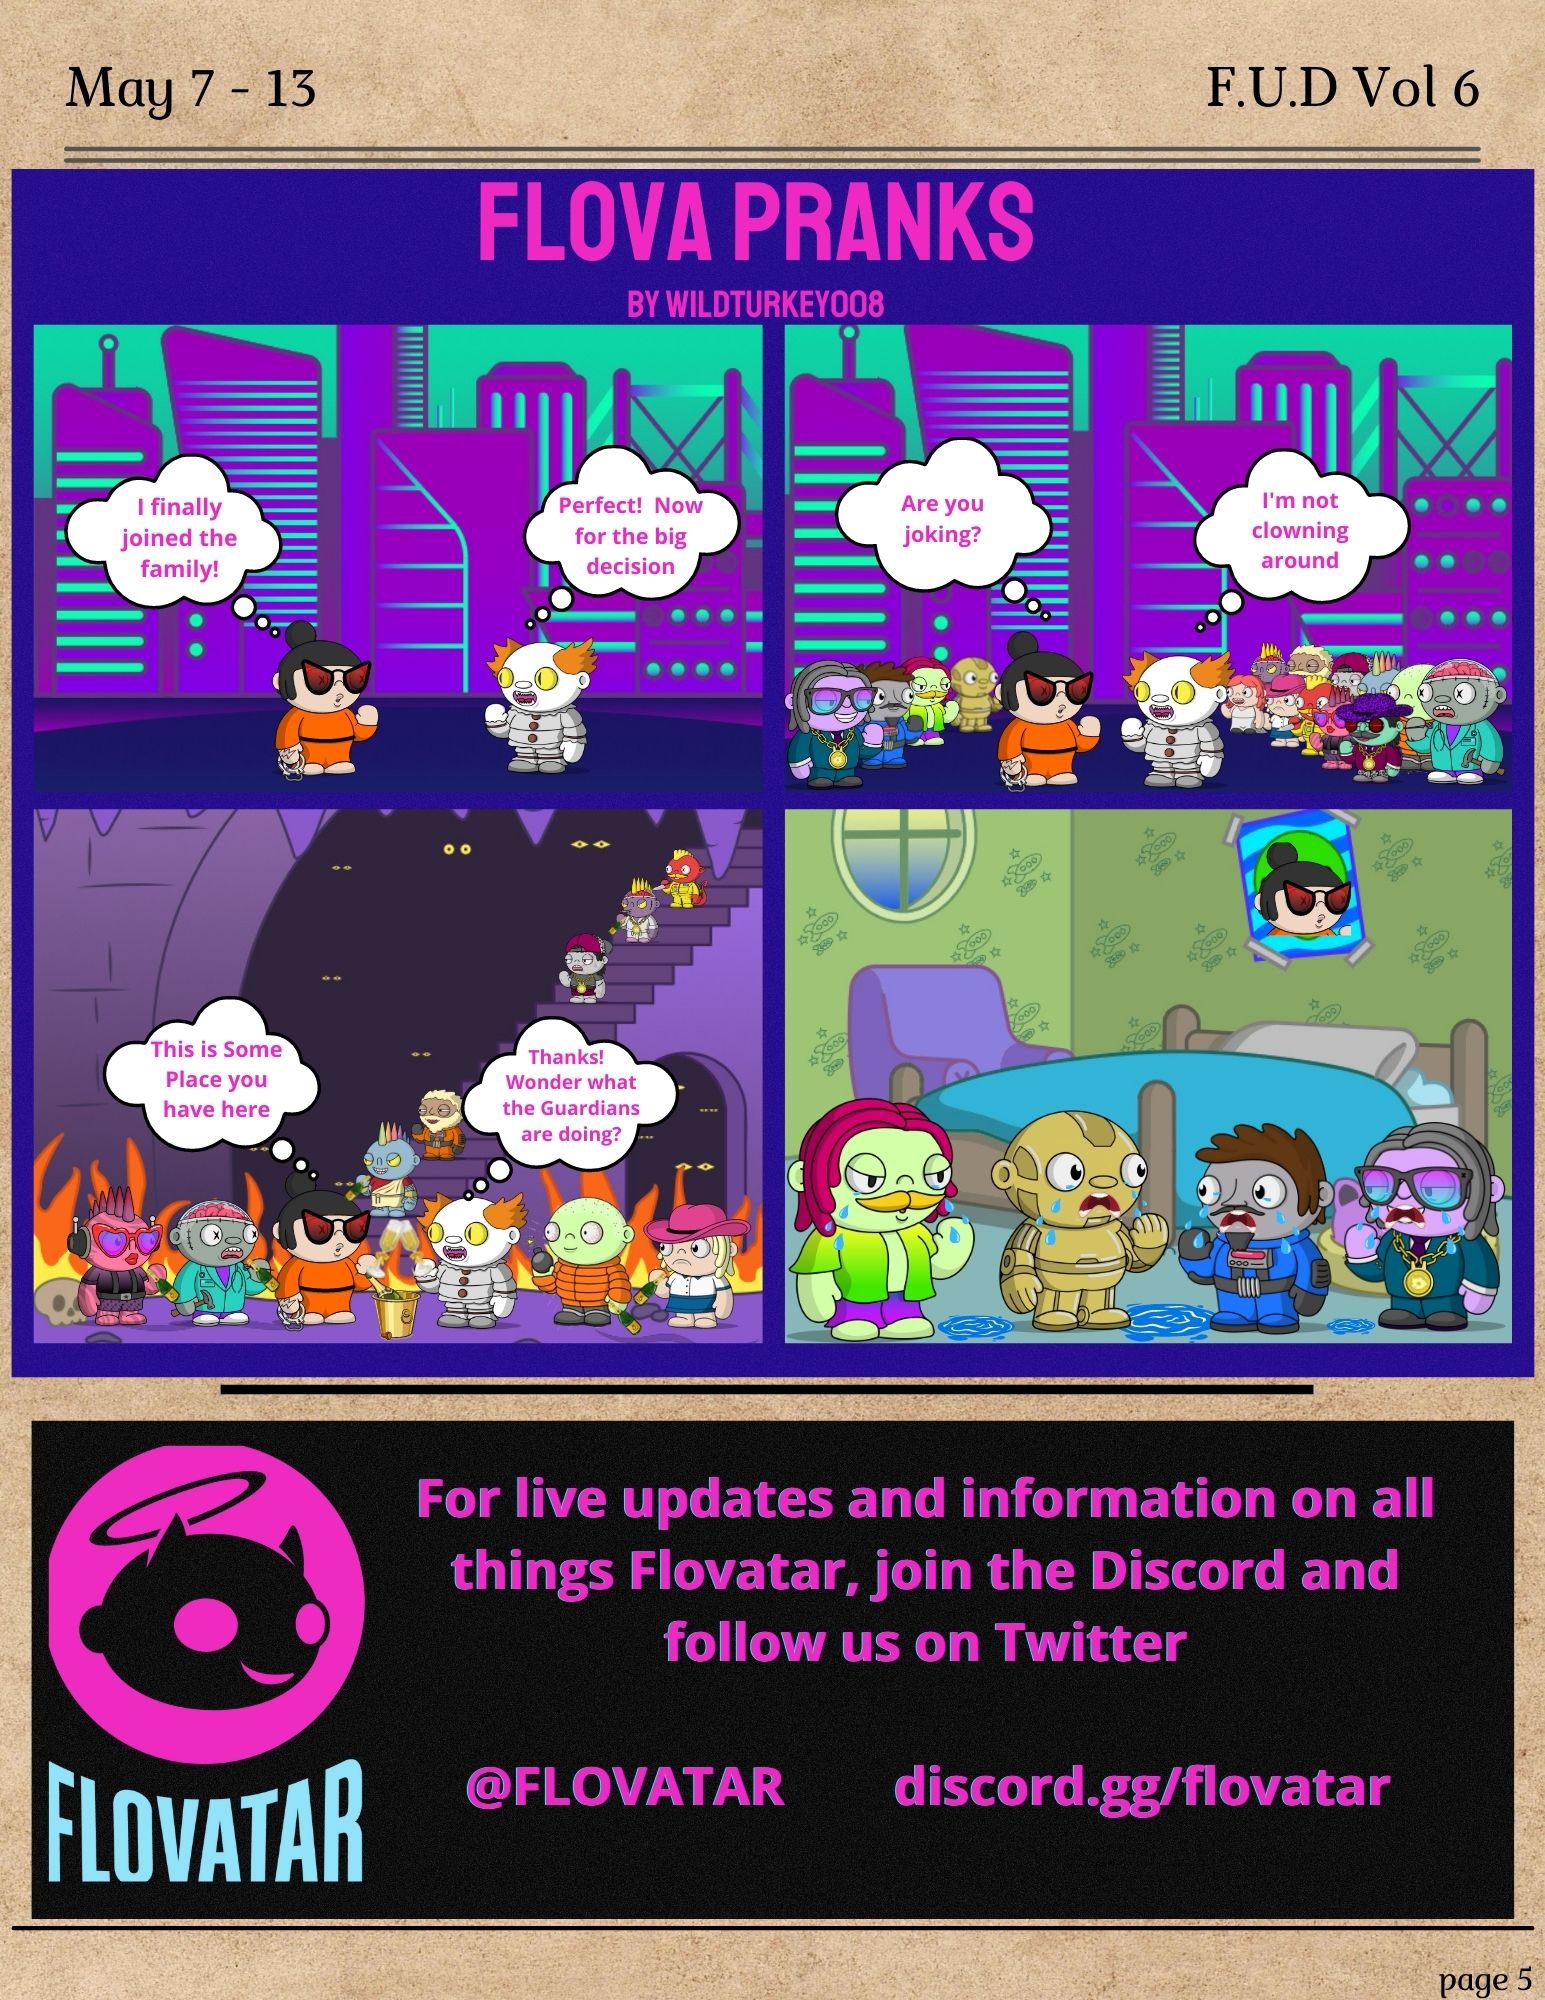 May 7 - 13
F.U.D Vol 6
FLOVA PRANKS
BY WILDTURKEY008
I finally
joined the
family!
Perfect! Now
for the big
decision
Are you
joking?
I'm not
clowning
around
This is Some
Place you
have here
Thanks!
Wonder what
the Guardians
are doing?
For live updates and information on all
things Flovatar, join the Discord and
follow us on Twitter
@FLOVATAR
discord.gg/flovatar
FLOVATAR
page 5